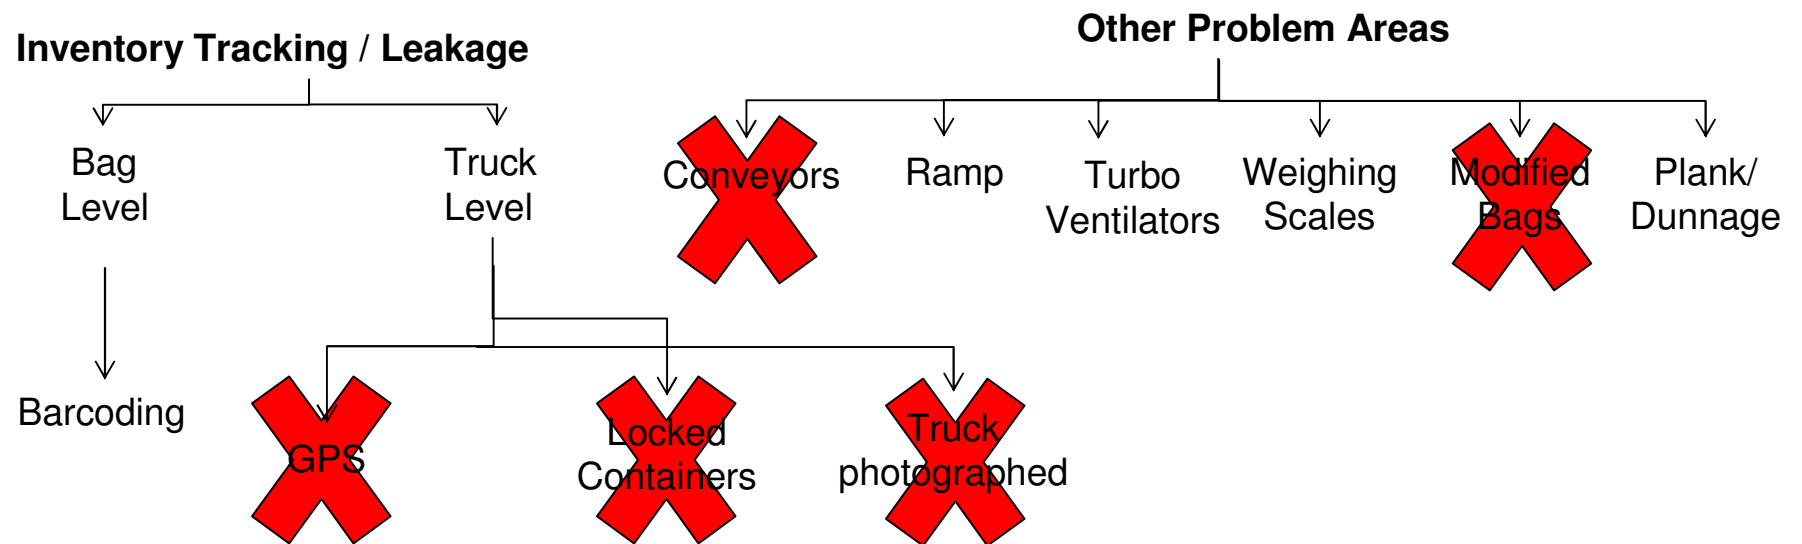 Inventory Tracking / Leakage
Other Problem Areas
Bag
Level
Truck
Level
Conveyors
Ramp
Turbo
Ventilators
Weighing
Scales
Modified
Bags
Plank/
Dunnage
Barcoding
GPS
Locked
Containers
Truck
photographed